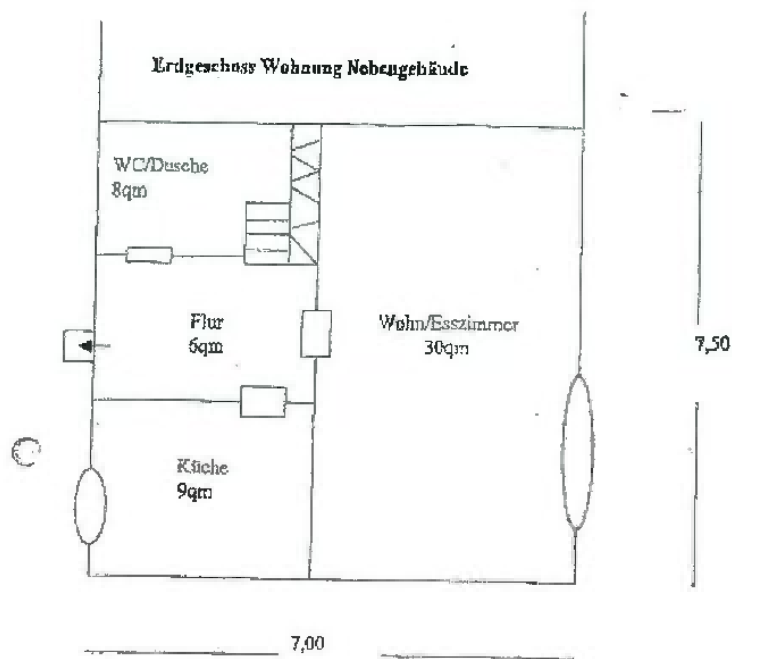 Erdgeschoss Wohnung Nebengebäude
WC/Dusche
8qm
Flur
6qm
Wohn/Esszimmer
30qm
7,50
Küche
9qm
7,00